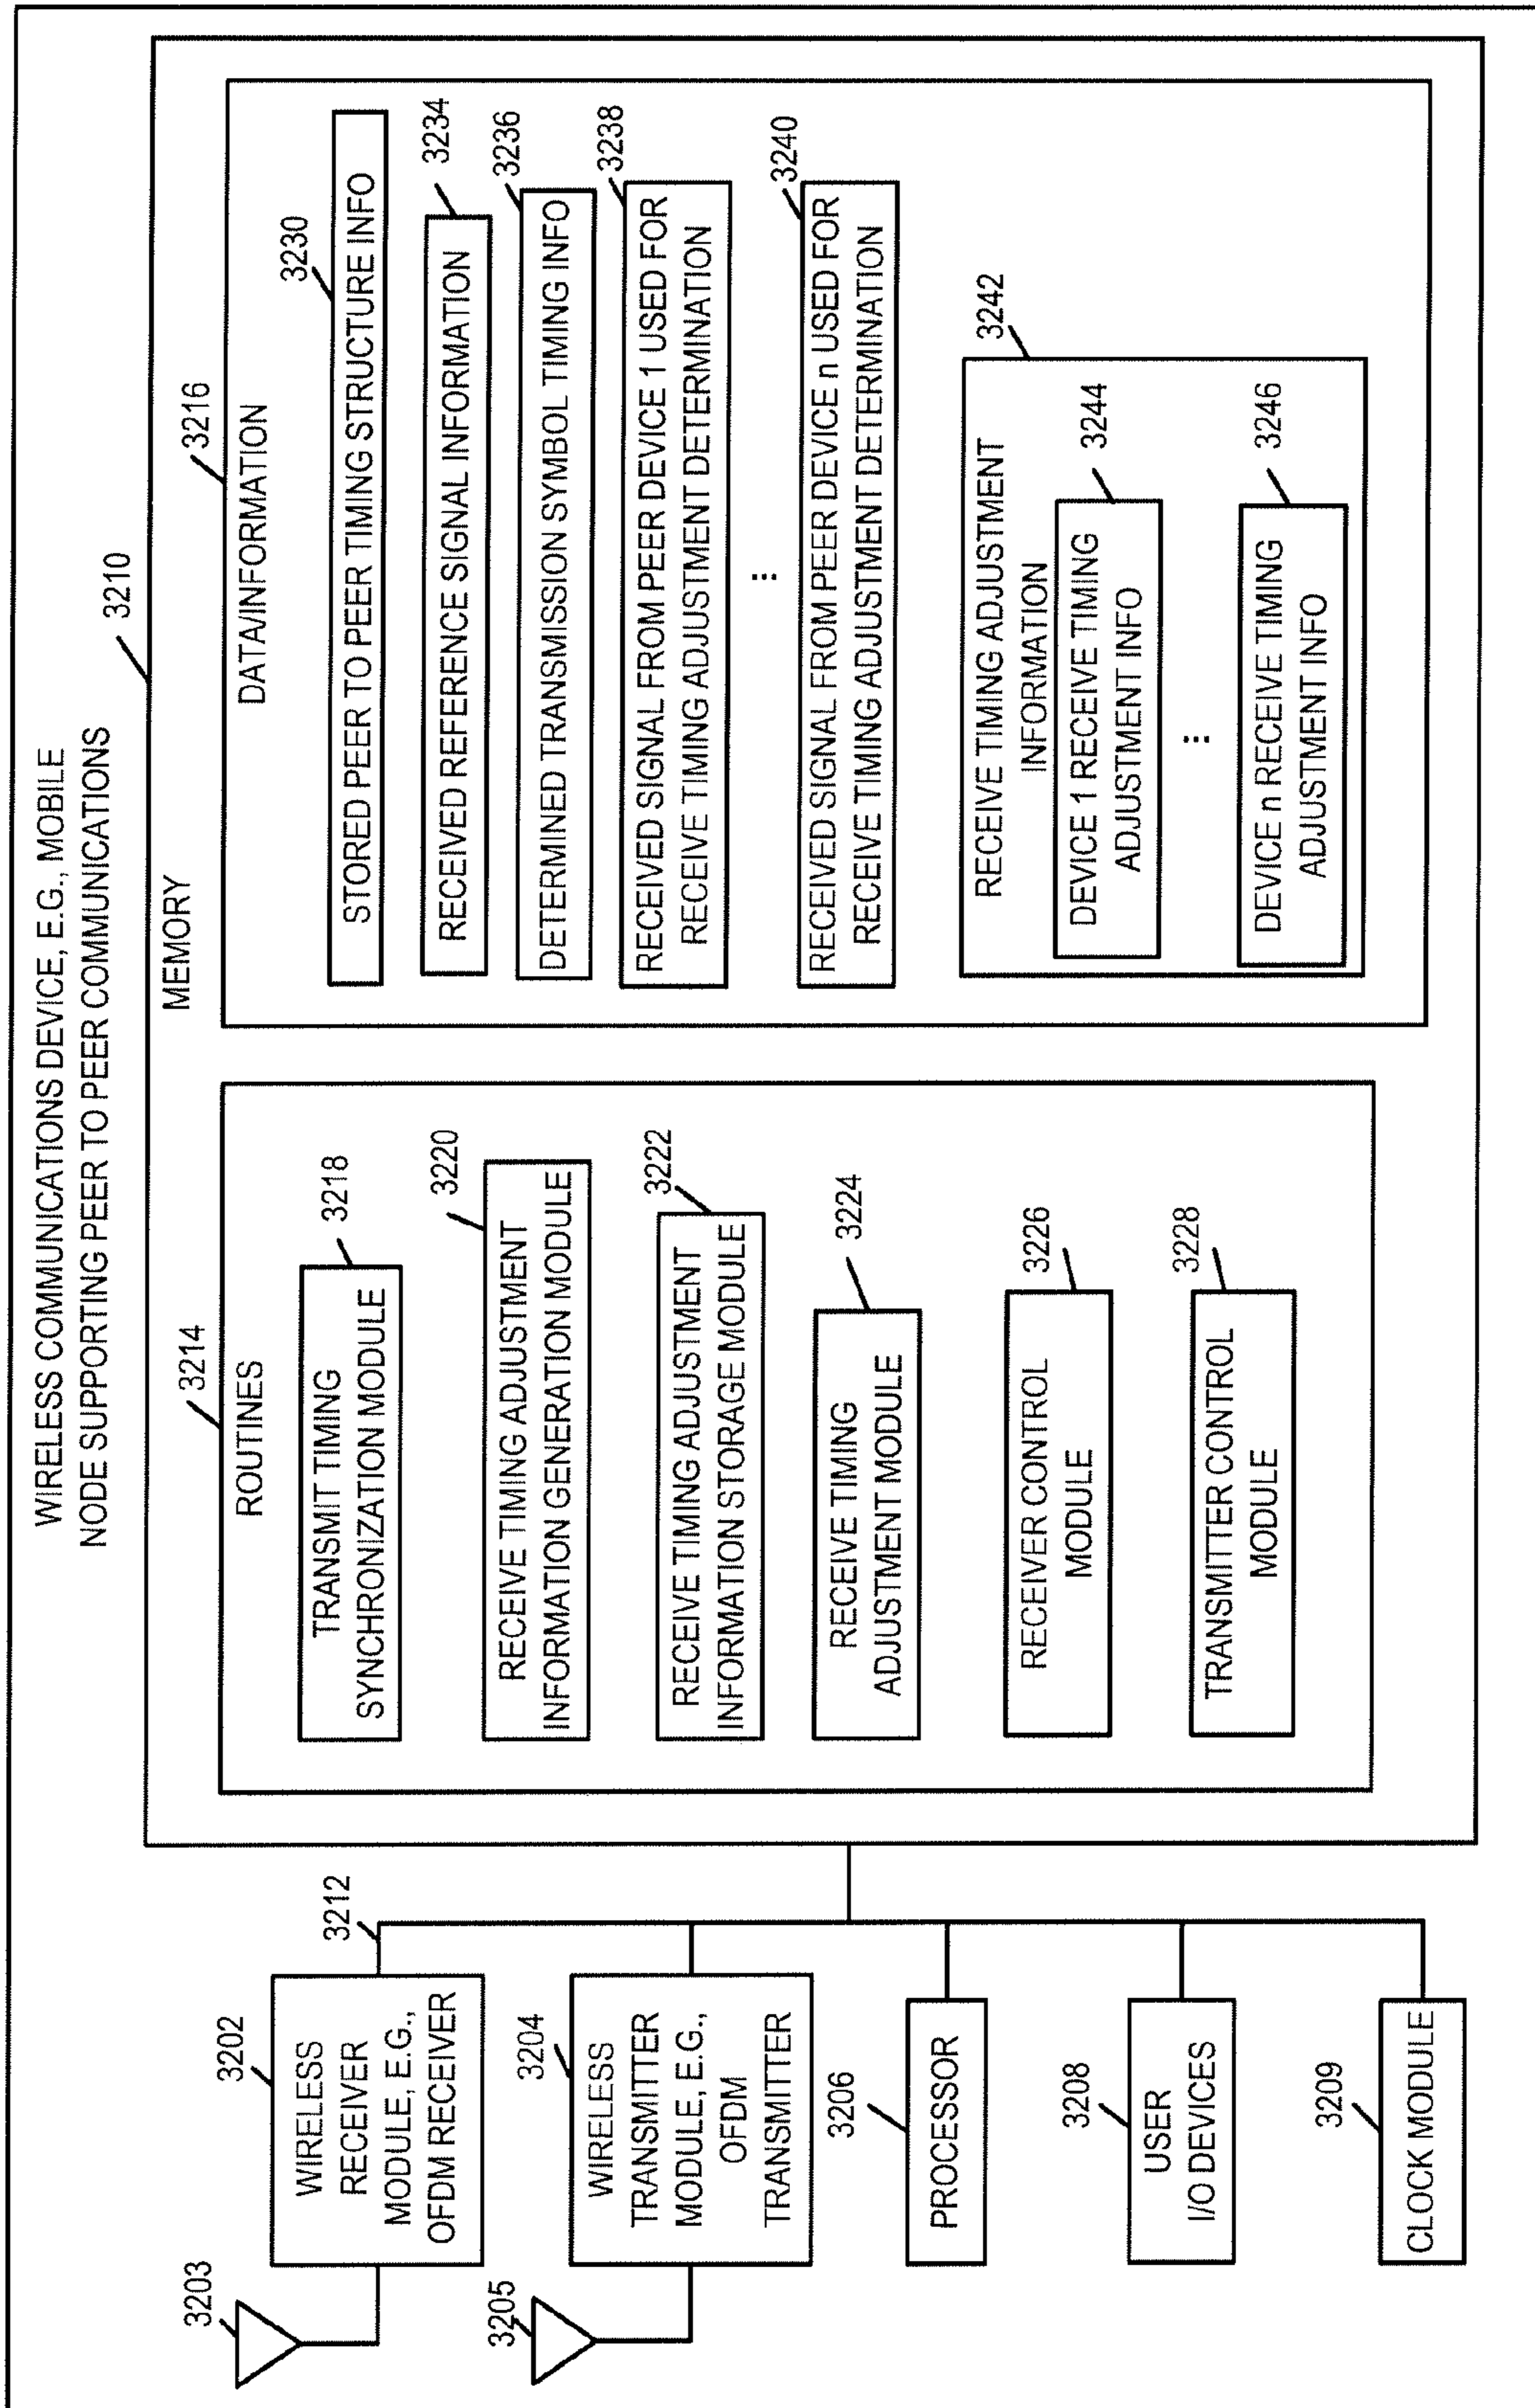 WIRELESS COMMUNICATIONS DEVICE, E.G., MOBILE
NODE SUPPORTING PEER TO PEER COMMUNICATIONS
3203
3202
WIRELESS
RECEIVER
MODULE, E.G.,
OFDM RECEIVER
3212
3205
3204
WIRELESS
TRANSMITTER
MODULE, E.G.,
OFDM
TRANSMITTER
3206
PROCESSOR
3208
USER
I/O DEVICES
3209
CLOCK MODULE
3210
MEMORY
3214
ROUTINES
3218
TRANSMIT TIMING
SYNCHRONIZATION MODULE
3220
RECEIVE TIMING ADJUSTMENT
INFORMATION GENERATION MODULE
3222
RECEIVE TIMING ADJUSTMENT
INFORMATION STORAGE MODULE
3224
RECEIVE TIMING
ADJUSTMENT MODULE
3226
RECEIVER CONTROL
MODULE
3228
TRANSMITTER CONTROL
MODULE
3216
DATA/INFORMATION
3230
STORED PEER TO PEER TIMING STRUCTURE INFO
3234
RECEIVED REFERENCE SIGNAL INFORMATION
3236
DETERMINED TRANSMISSION SYMBOL TIMING INFO
3238
RECEIVED SIGNAL FROM PEER DEVICE 1 USED FOR
RECEIVE TIMING ADJUSTMENT DETERMINATION
...
3240
RECEIVED SIGNAL FROM PEER DEVICE n USED FOR
RECEIVE TIMING ADJUSTMENT DETERMINATION
3242
RECEIVE TIMING ADJUSTMENT
INFORMATION
3244
DEVICE 1 RECEIVE TIMING
ADJUSTMENT INFO
...
3246
DEVICE n RECEIVE TIMING
ADJUSTMENT INFO